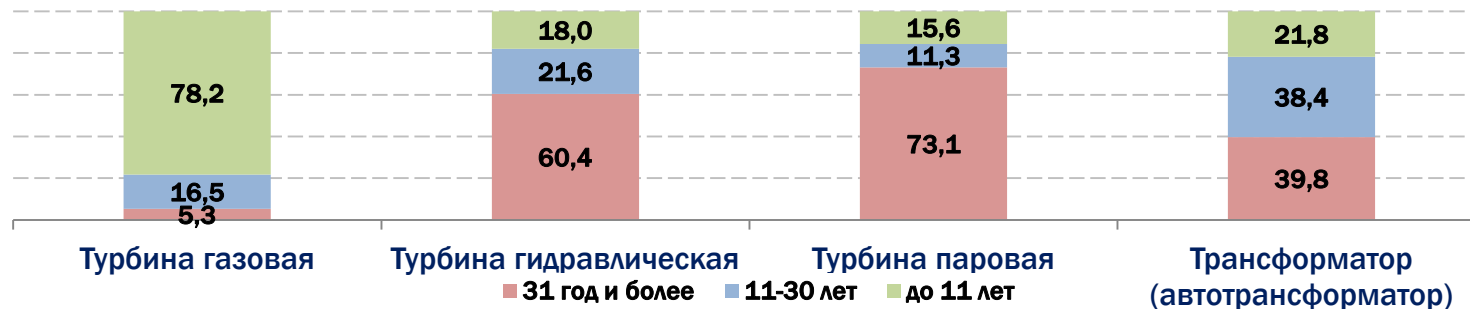 18,0
15,6
21,8
11,3
21,6
78,2
38,4
73,1
60,4
39,8
16,5
5,3
Турбина газовая
Турбина гидравлическая
Турбина паровая
Трансформатор
(автотрансформатор)
31 год и более
11-30 лет
до 11 лет